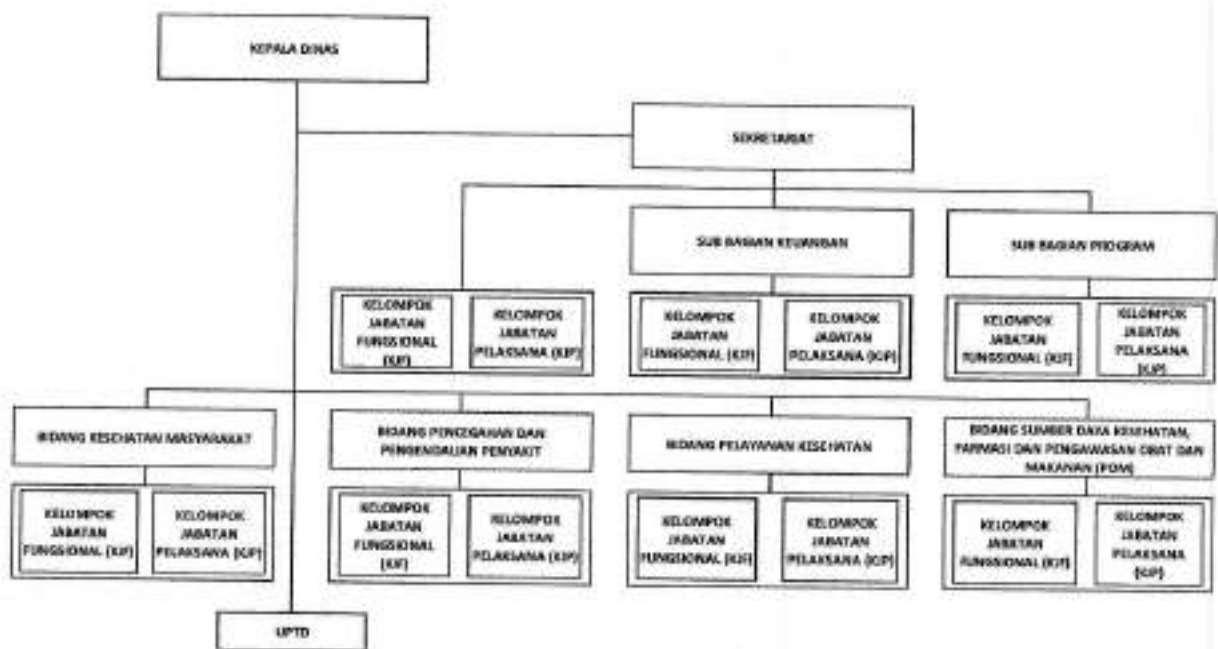 KEPALA DINAS
SEKRETARIAT
SUB BAGIAN KEUANGAN
SUB BAGIAN PROGRAM
KELOMPOK
JABATAN
FUNGSIONAL
(KJF)
KELOMPOK
JABATAN
PELAKSANA (KJP)
KELOMPOK
JABATAN
FUNGSIONAL (KJF)
KELOMPOK
JABATAN
PELAKSANA (KJP)
KELOMPOK
JABATAN
FUNGSIONAL (KJF)
KELOMPOK
JABATAN
PELAKSANA
(KJP)
BIDANG KESEHATAN MASYARAKAT
BIDANG PENCEGAHAN DAN
PENGENDALIAN PENYAKIT
BIDANG PELAYANAN KESEHATAN
BIDANG SUMBER DAYA KESEHATAN,
FARMASI DAN PENGAWASAN OBAT DAN
MAKANAN (POM)
KELOMPOK
JABATAN
FUNGSIONAL (KJF)
KELOMPOK
JABATAN
PELAKSANA (KJP)
KELOMPOK
JABATAN
FUNGSIONAL
(KJF)
KELOMPOK
JABATAN
PELAKSANA (KJP)
KELOMPOK
JABATAN
FUNGSIONAL (KJF)
KELOMPOK
JABATAN
PELAKSANA (KJP)
KELOMPOK
JABATAN
FUNGSIONAL (KJF)
KELOMPOK
JABATAN
PELAKSANA
(KJP)
UPTD